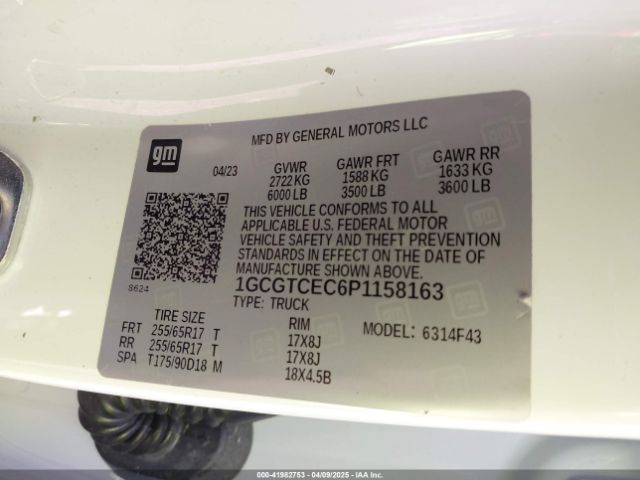 MFD BY GENERAL MOTORS LLC
gm
04/23 GVWR GAWR FRT GAWR RR
2722 KG 1588 KG 1633 KG
6000 LB 3500 LB 3600 LB
THIS VEHICLE CONFORMS TO ALL
APPLICABLE U.S. FEDERAL MOTOR
VEHICLE SAFETY AND THEFT PREVENTION
STANDARDS IN EFFECT ON THE DATE OF
MANUFACTURE SHOWN ABOVE.
8624
1GCGTCEC6P1158163
TYPE: TRUCK
TIRE SIZE RIM MODEL: 6314F43
FRT 255/65R17 T 17X8J
RR 255/65R17 T 17X8J
SPA T175/90D18 M 18X4.5B
000-41982753 - 04/09/2025 - IAAI.COM